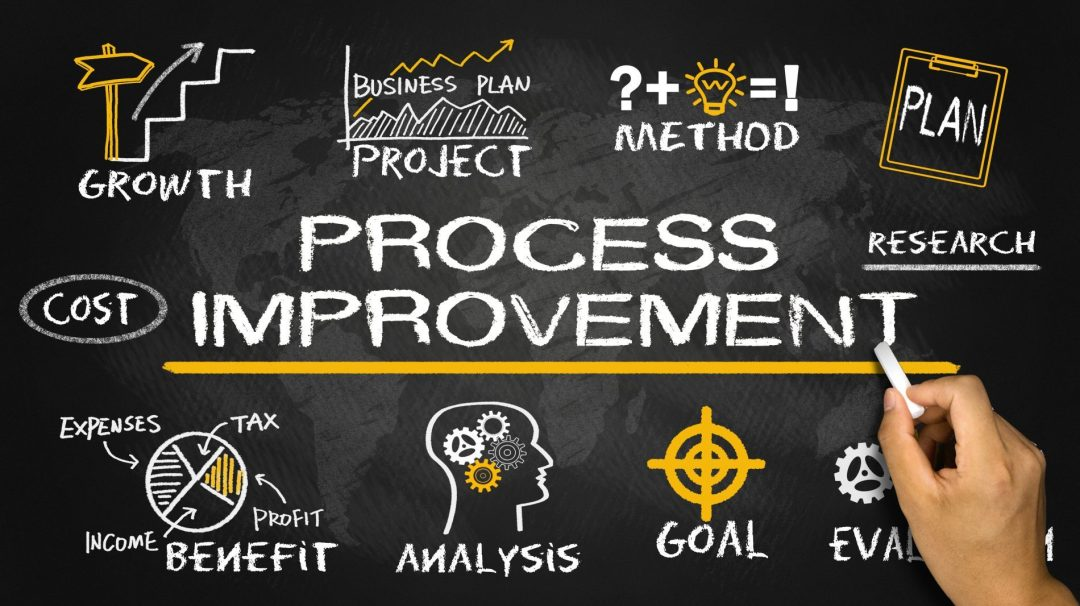 GROWTH
BUSINESS PLAN
PROJECT
?+ =!
METHOD
PLAN
RESEARCH
PROCESS
IMPROVEMENT
COST
EXPENSES
TAX
INCOME
PROFIT
BENEFIT
ANALYSIS
GOAL